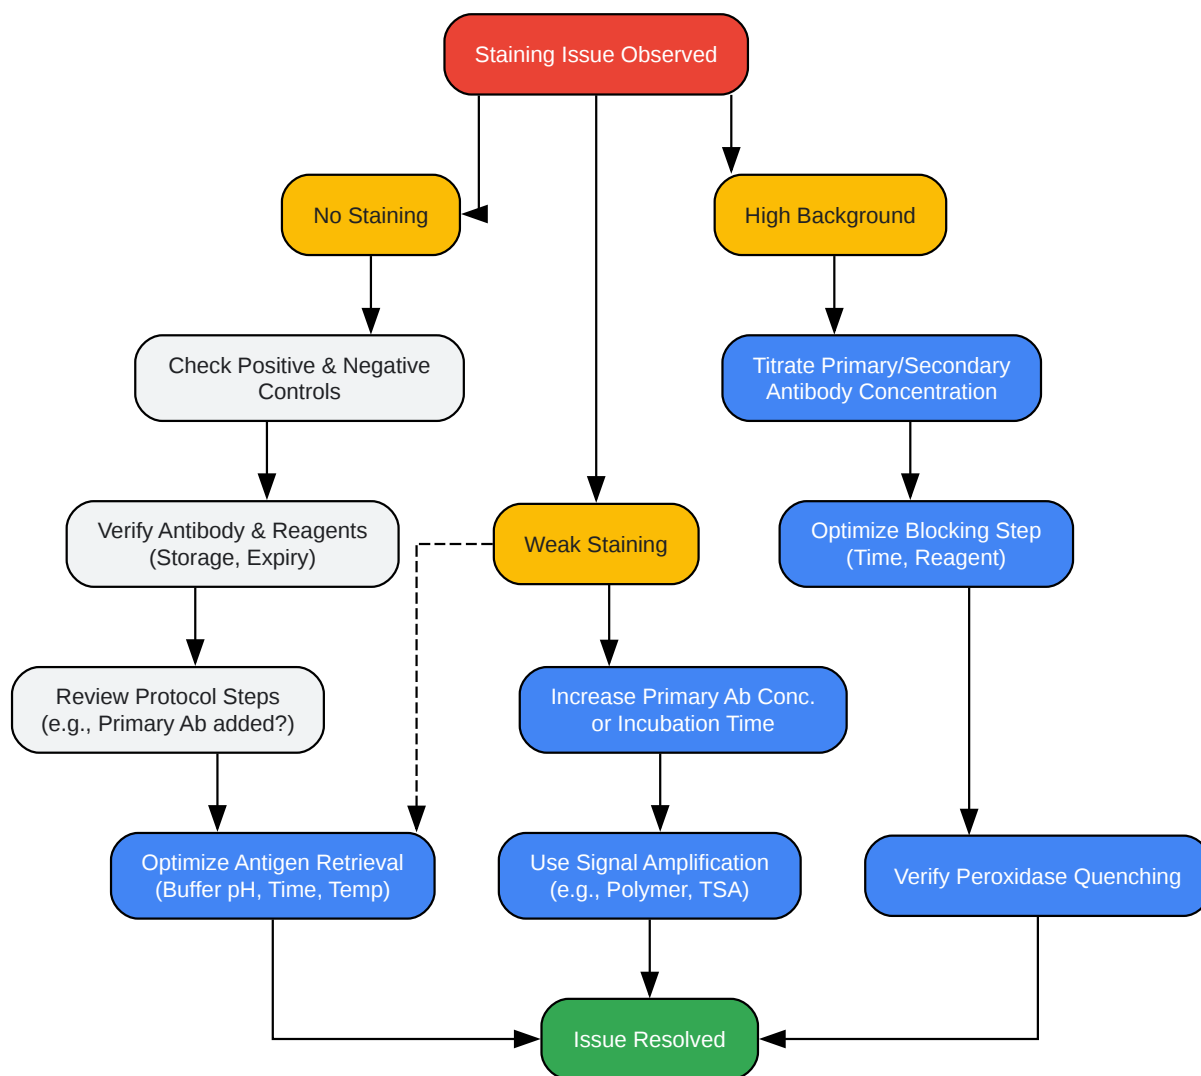 Staining Issue Observed
No Staining
High Background
Check Positive & Negative
Controls
Titrate Primary/Secondary
Antibody Concentration
Verify Antibody & Reagents
(Storage, Expiry)
Weak Staining
Optimize Blocking Step
(Time, Reagent)
Review Protocol Steps
(e.g., Primary Ab added?)
Increase Primary Ab Conc.
or Incubation Time
Optimize Antigen Retrieval
(Buffer pH, Time, Temp)
Use Signal Amplification
(e.g., Polymer, TSA)
Verify Peroxidase Quenching
Issue Resolved